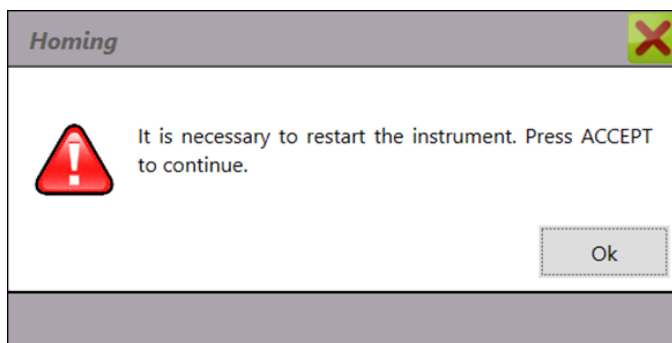 Homing
It is necessary to restart the instrument. Press ACCEPT
to continue.
Ok